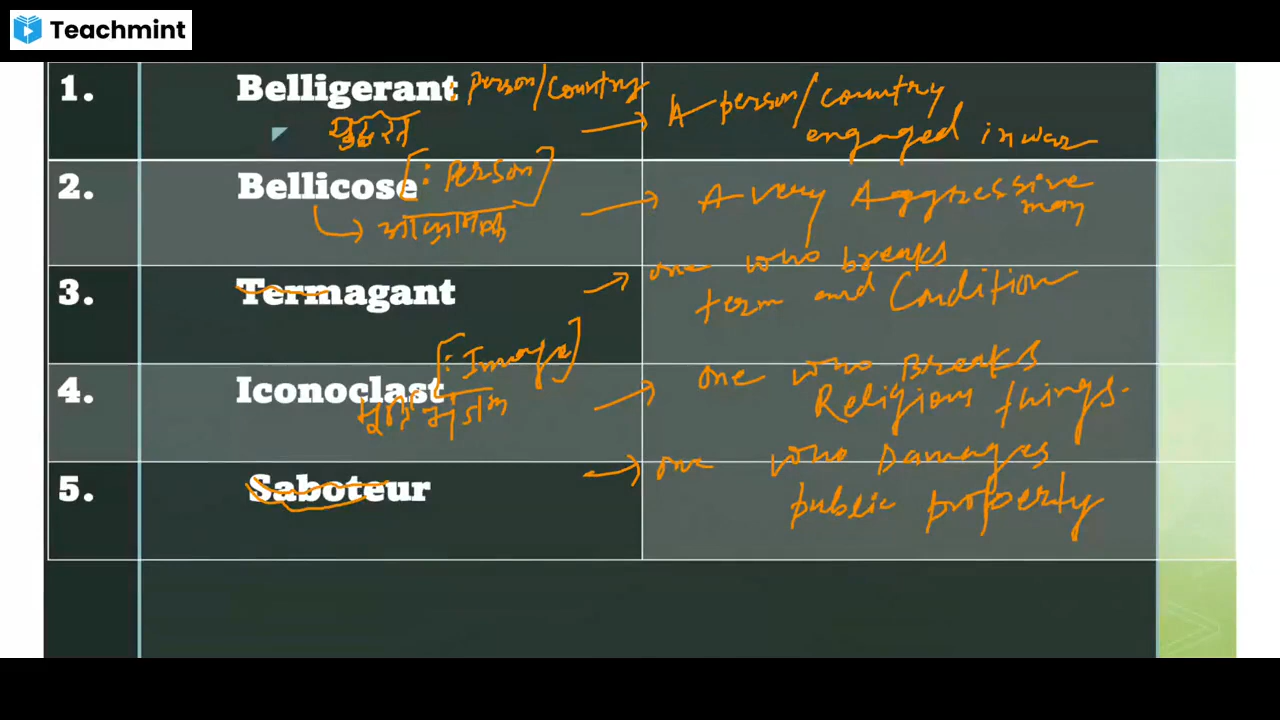 Teachmint
1. Belligerant : person/country
युद्धरत
A person/country
engaged in war
2. Bellicose : Person
आक्रामक
A very Aggressive
man
3. Termagant
one who breaks
term and Condition
4. Iconoclast : Image
मूर्ति भंजक
one who Breaks
Religious things.
5. Saboteur
one who Damages
public property